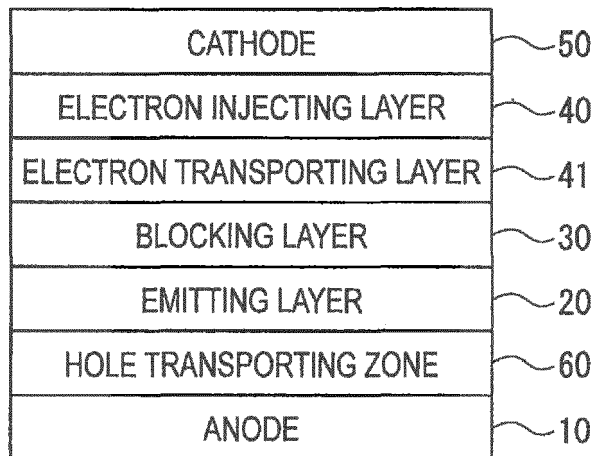 CATHODE 50
ELECTRON INJECTING LAYER 40
ELECTRON TRANSPORTING LAYER 41
BLOCKING LAYER 30
EMITTING LAYER 20
HOLE TRANSPORTING ZONE 60
ANODE 10